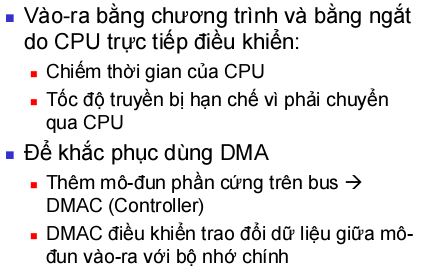 Vào-ra bằng chương trình và bằng ngắt
do CPU trực tiếp điều khiển:
Chiếm thời gian của CPU
Tốc độ truyền bị hạn chế vì phải chuyển
qua CPU
Để khắc phục dùng DMA
Thêm mô-đun phần cứng trên bus →
DMAC (Controller)
DMAC điều khiển trao đổi dữ liệu giữa mô-
đun vào-ra với bộ nhớ chính